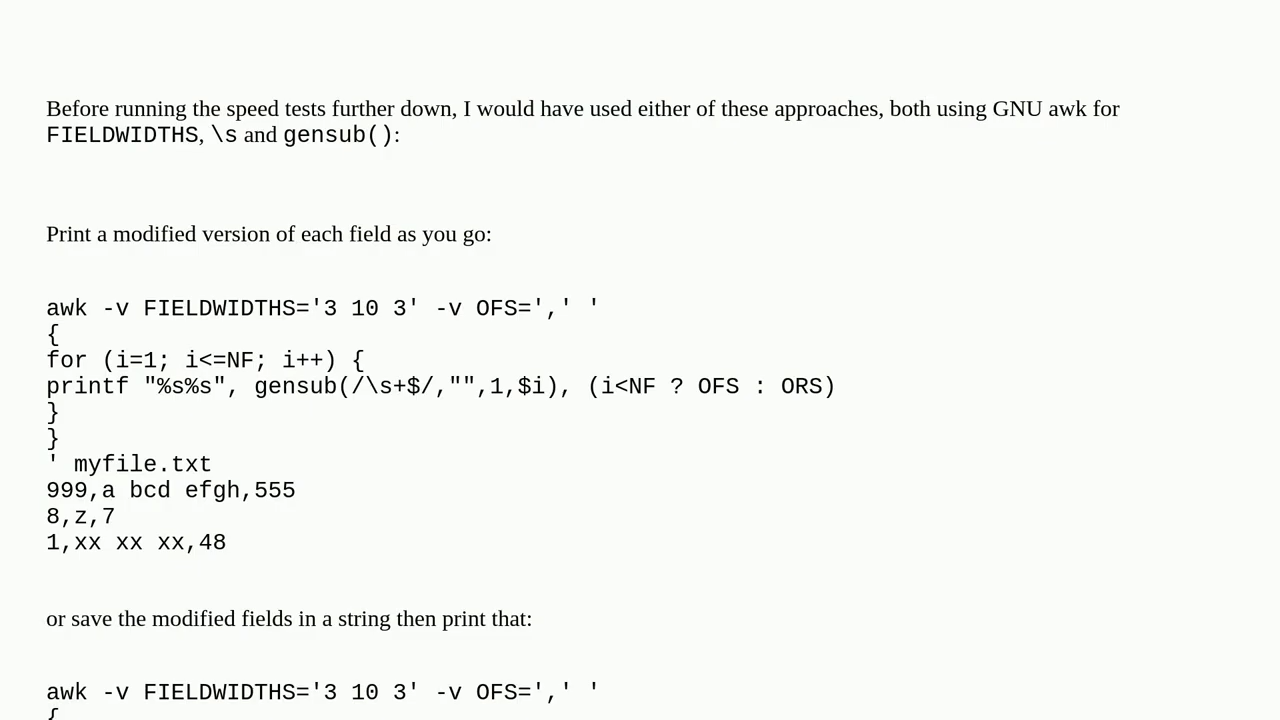 Before running the speed tests further down, I would have used either of these approaches, both using GNU awk for
FIELDWIDTHS, \s and gensub():
Print a modified version of each field as you go:
awk -v FIELDWIDTHS='3 10 3' -v OFS=',' '
{
for (i=1; i<=NF; i++) {
printf "%s%s", gensub(/\s+$/,"",1,$i), (i<NF ? OFS : ORS)
}
}
' myfile.txt
999,a bcd efgh,555
8,z,7
1,xx xx xx,48
or save the modified fields in a string then print that:
awk -v FIELDWIDTHS='3 10 3' -v OFS=',' '
{